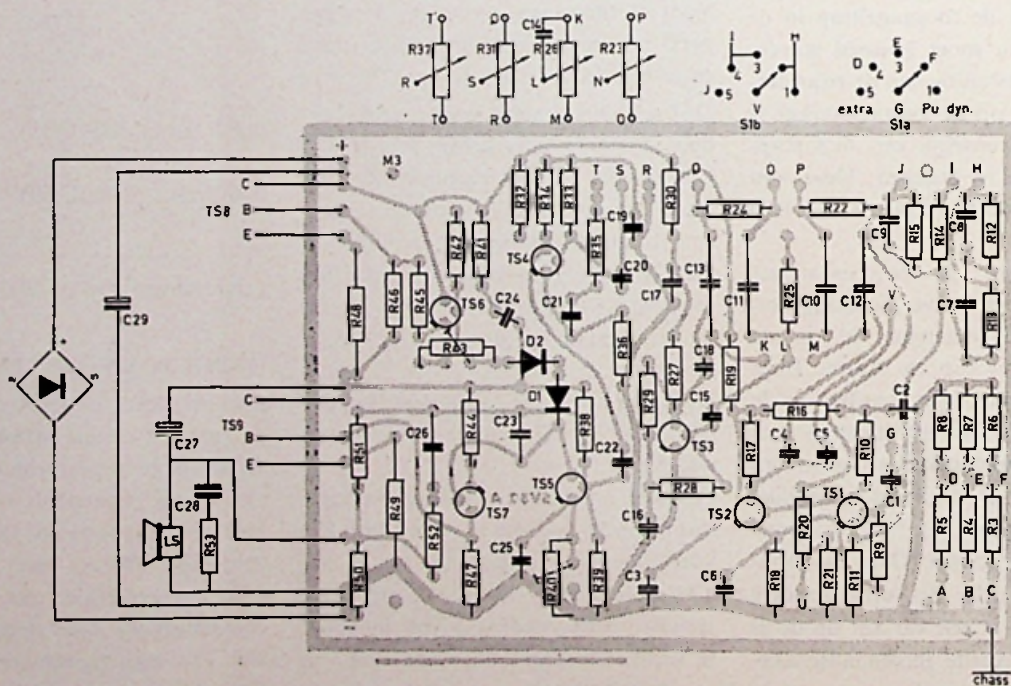 T O K P
C14
R37 R31 R26 R23
R S L N
T R M O
I H
4 3
J 5 1
V
S1b
E
D 4 3 F
5 1
extra G Pu dyn.
S1a
+
M3
C
TS8 B
E
T S R Q O P J I H
R32 R34 R33 R30 R24 R22
C19 C9 R15 R14 C8 R12
R42 R41 TS4 R35 C20
C17 C13 C11 R25 C10 C12 V C7 R13
C29
R48 R46 R45 TS6 C24 C21
R43 D2 R36 C18 K L M
R29 R27 R19
+
2 5
D1
C
C27
TS9 B
E
R51 C26 R44 C23 R38 C15 R16 C2 R8 R7 R6
C22 TS3 R17 C4 C5 R10 G
C28 R49 TS5 R28 C1 D E F
LS R53 R52 TS7 C16 TS2 R20 TS1 R5 R4 R3
R50 R47 C25 R40 R39 C3 C6 R18 R21 R11 R9
U A B C
-
chass